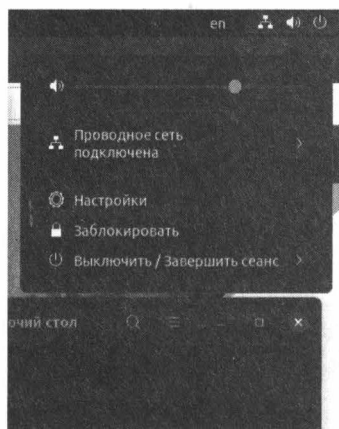 en
Проводное сеть
подключена
Настройки
Заблокировать
Выключить / Завершить сеанс
очий стол